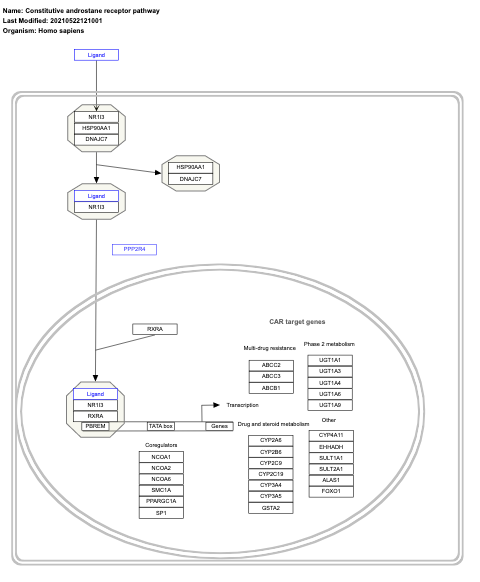 Name: Constitutive androstane receptor pathway
Last Modified: 20210522121001
Organism: Homo sapiens
Ligand
NR1I3
HSP90AA1
DNAJC7
HSP90AA1
DNAJC7
Ligand
NR1I3
PPP2R4
RXRA
CAR target genes
Multi-drug resistance
ABCC2
ABCC3
ABCB1
Phase 2 metabolism
UGT1A1
UGT1A3
UGT1A4
UGT1A6
UGT1A9
Ligand
NR1I3
RXRA
PBREM
TATA box
Genes
Transcription
Coregulators
NCOA1
NCOA2
NCOA6
SMC1A
PPARGC1A
SP1
Drug and steroid metabolism
CYP2A6
CYP2B6
CYP2C9
CYP2C19
CYP3A4
CYP3A5
GSTA2
Other
CYP4A11
EHHADH
SULT1A1
SULT2A1
ALAS1
FOXO1